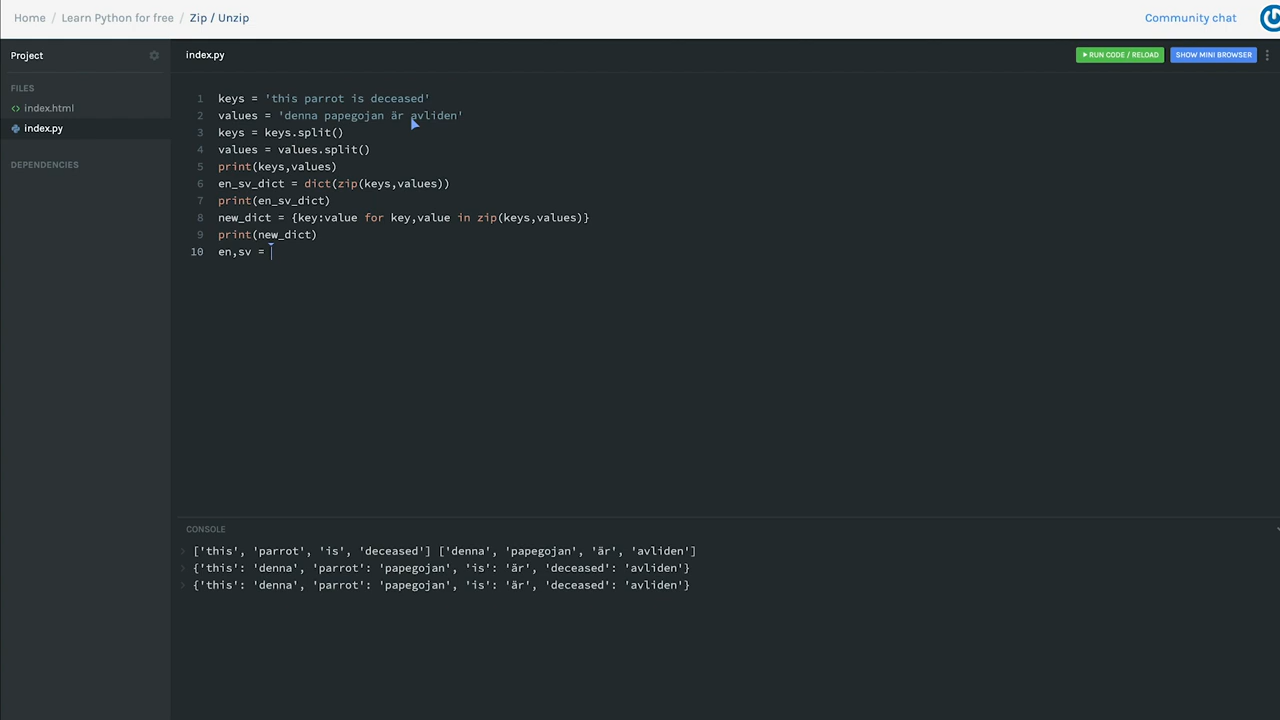 Home / Learn Python for free / Zip / Unzip
Community chat
Project
index.py
RUN CODE / RELOAD
SHOW MINI BROWSER
FILES
index.html
index.py
DEPENDENCIES
1 keys = 'this parrot is deceased'
2 values = 'denna papegojan är avliden'
3 keys = keys.split()
4 values = values.split()
5 print(keys,values)
6 en_sv_dict = dict(zip(keys,values))
7 print(en_sv_dict)
8 new_dict = {key:value for key,value in zip(keys,values)}
9 print(new_dict)
10 en,sv =
CONSOLE
['this', 'parrot', 'is', 'deceased'] ['denna', 'papegojan', 'är', 'avliden']
{'this': 'denna', 'parrot': 'papegojan', 'is': 'är', 'deceased': 'avliden'}
{'this': 'denna', 'parrot': 'papegojan', 'is': 'är', 'deceased': 'avliden'}